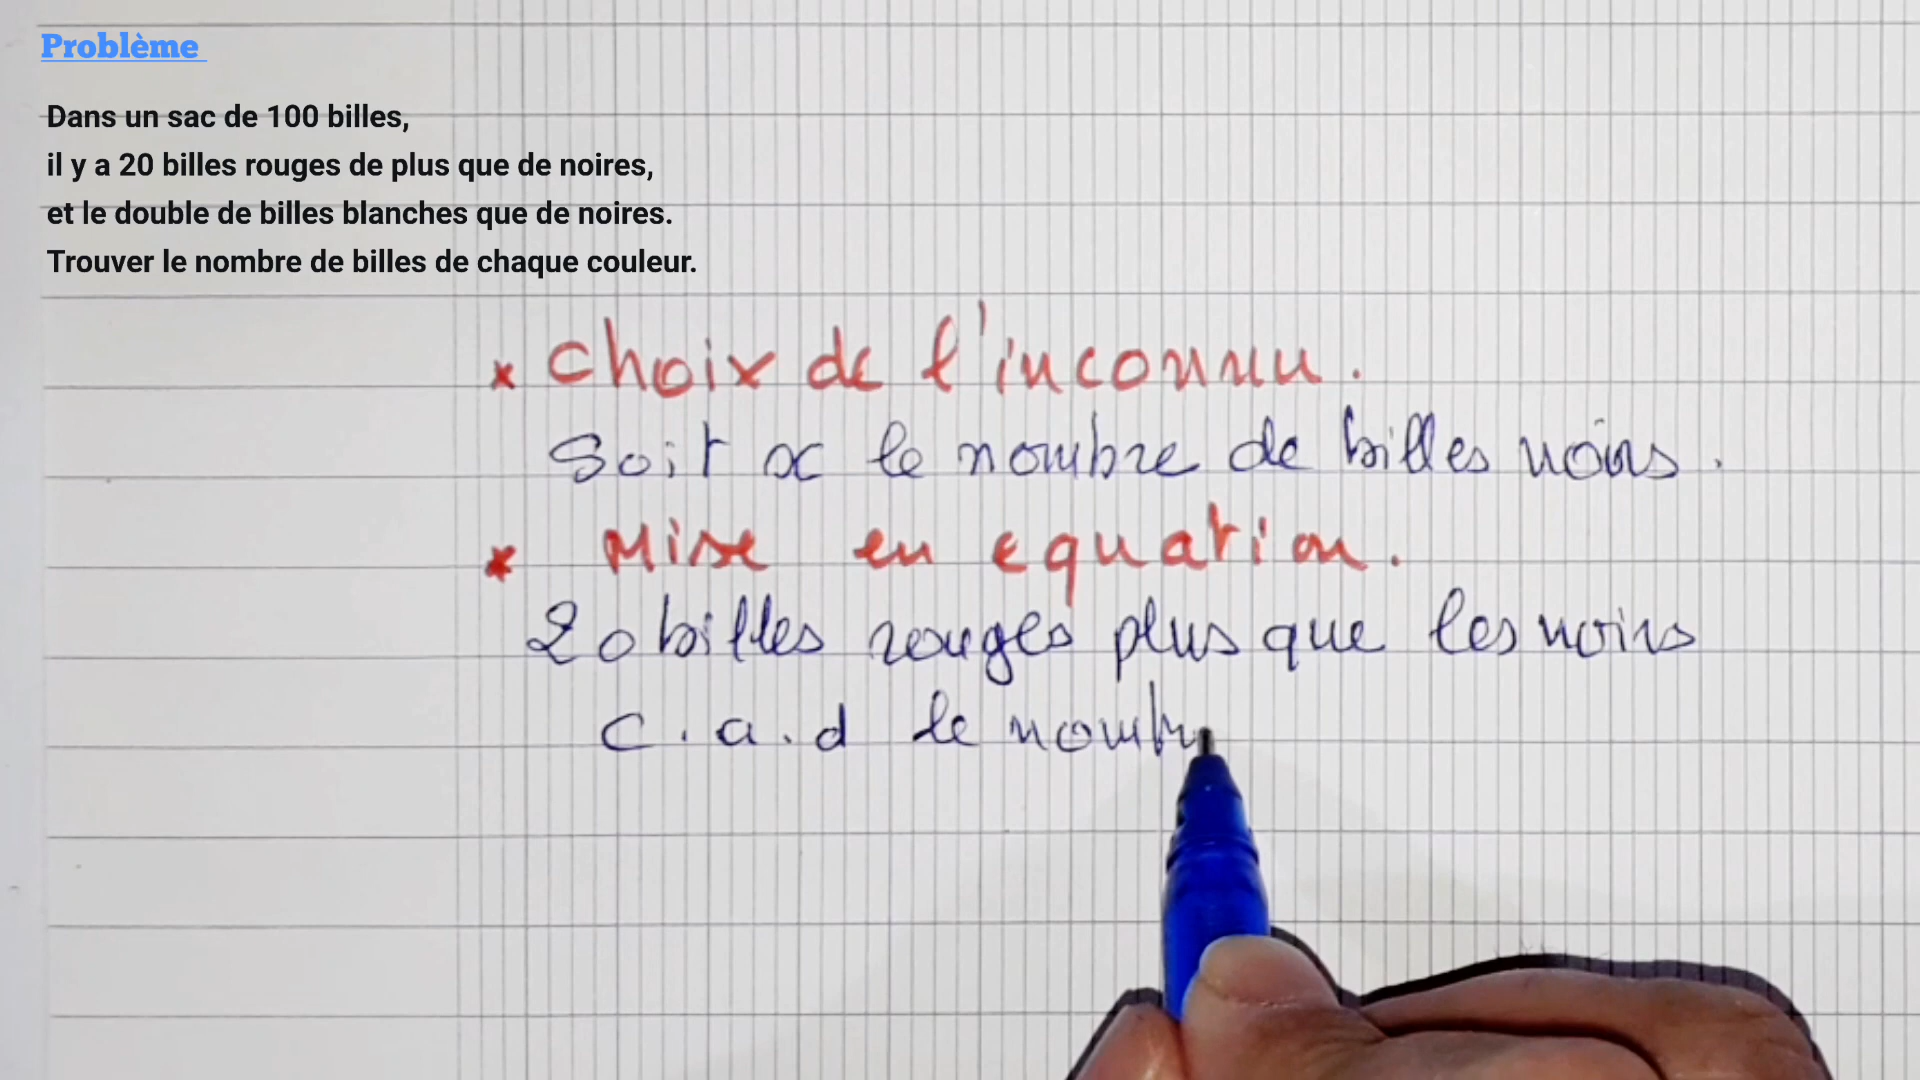 Problème
Dans un sac de 100 billes,
il y a 20 billes rouges de plus que de noires,
et le double de billes blanches que de noires.
Trouver le nombre de billes de chaque couleur.
* Choix de l'inconnu.
Soit x le nombre de billes noirs.
* Mise en equation.
20 billes rouges plus que les noirs
c.a.d le nombr